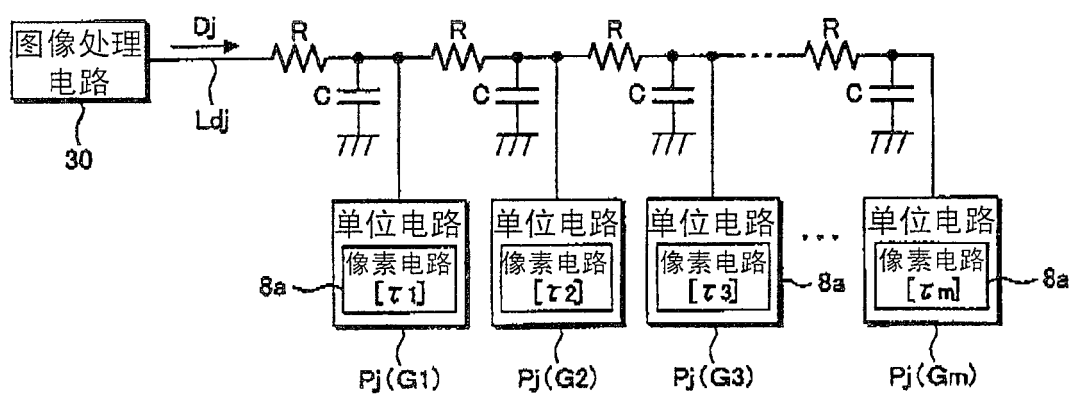 图像处理
电路
30
Dj
Ldj
R
R
R
R
C
C
C
C
单位电路
像素电路
[τ1]
8a
Pj(G1)
单位电路
像素电路
[τ2]
Pj(G2)
单位电路
像素电路
[τ3]
8a
Pj(G3)
...
单位电路
像素电路
[τm]
8a
Pj(Gm)